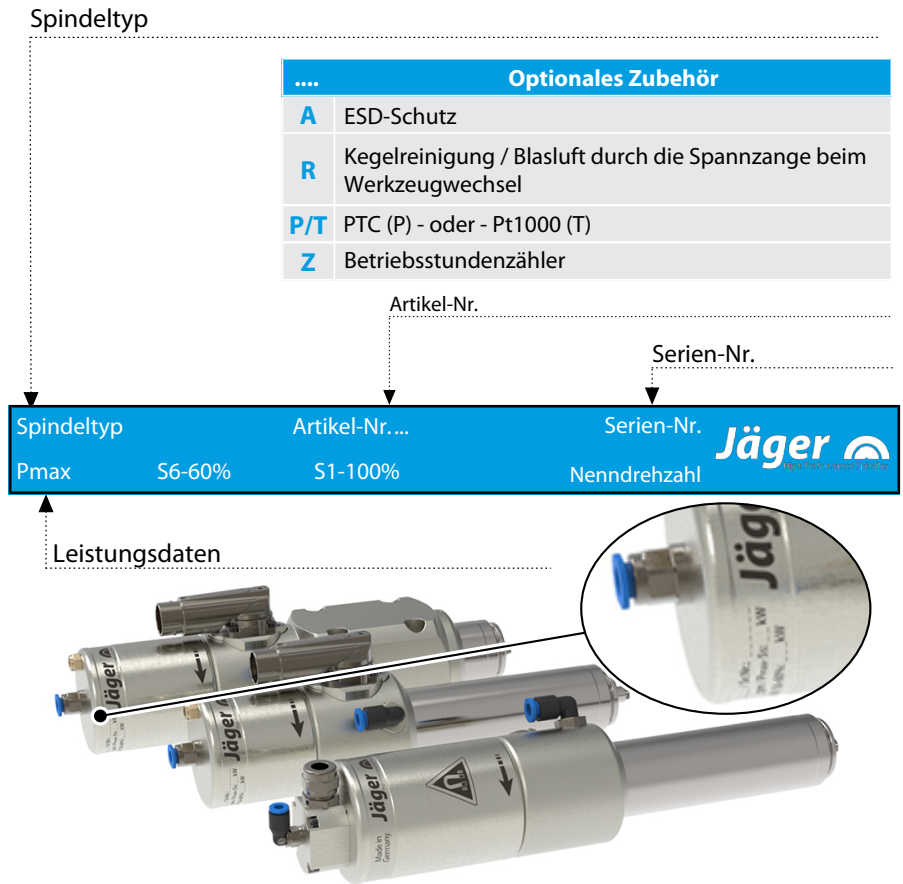 Spindeltyp
.... Optionales Zubehör
A ESD-Schutz
R Kegelreinigung / Blasluft durch die Spannzange beim
Werkzeugwechsel
P/T PTC (P) - oder - Pt1000 (T)
Z Betriebsstundenzähler
Artikel-Nr.
Serien-Nr.
Spindeltyp Artikel-Nr.... Serien-Nr.
Jäger
Pmax S6-60% S1-100% Nenndrehzahl
Leistungsdaten
Jäg
kW
kW
Jäger
Jäger
Jäger
Made in
Germany